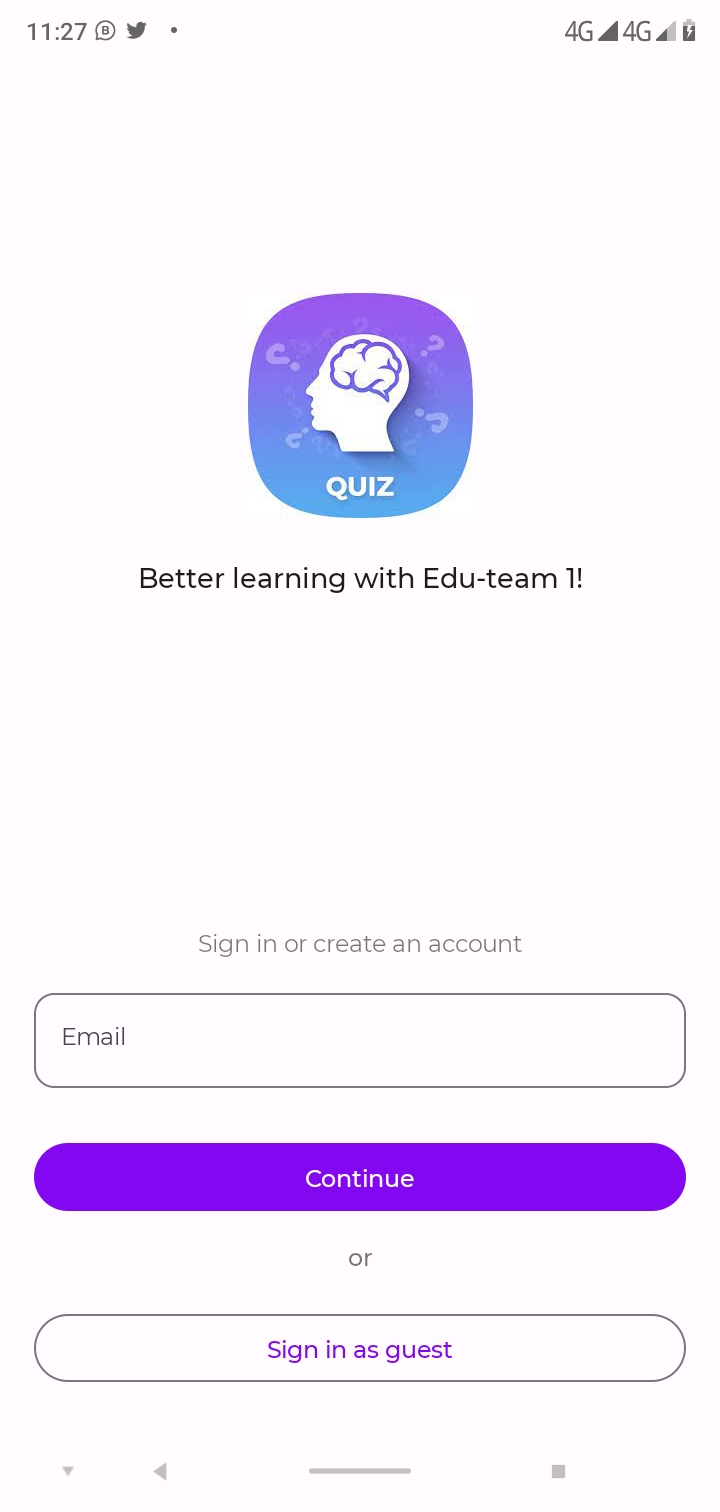 11:27
4G 4G
QUIZ
Better learning with Edu-team 1!
Sign in or create an account
Email
Continue
or
Sign in as guest